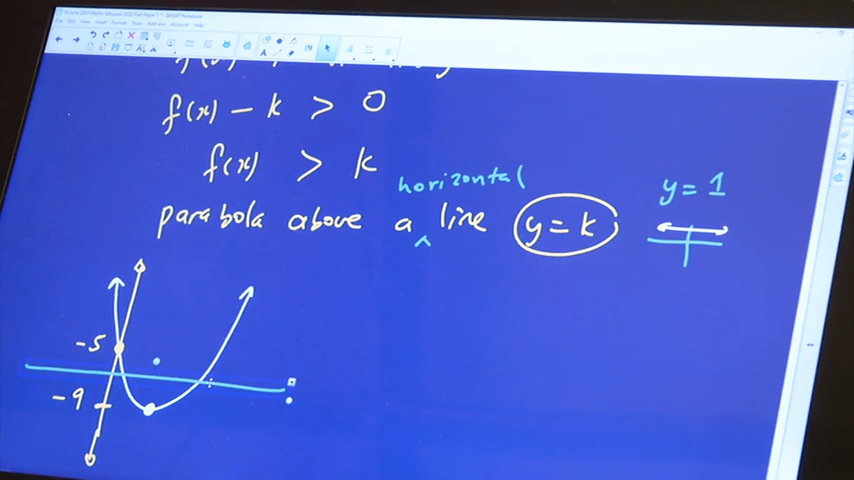 f(x) - k > 0
f(x) > k
horizontal
parabola above a ‸ line y = k
y = 1
-5
-9